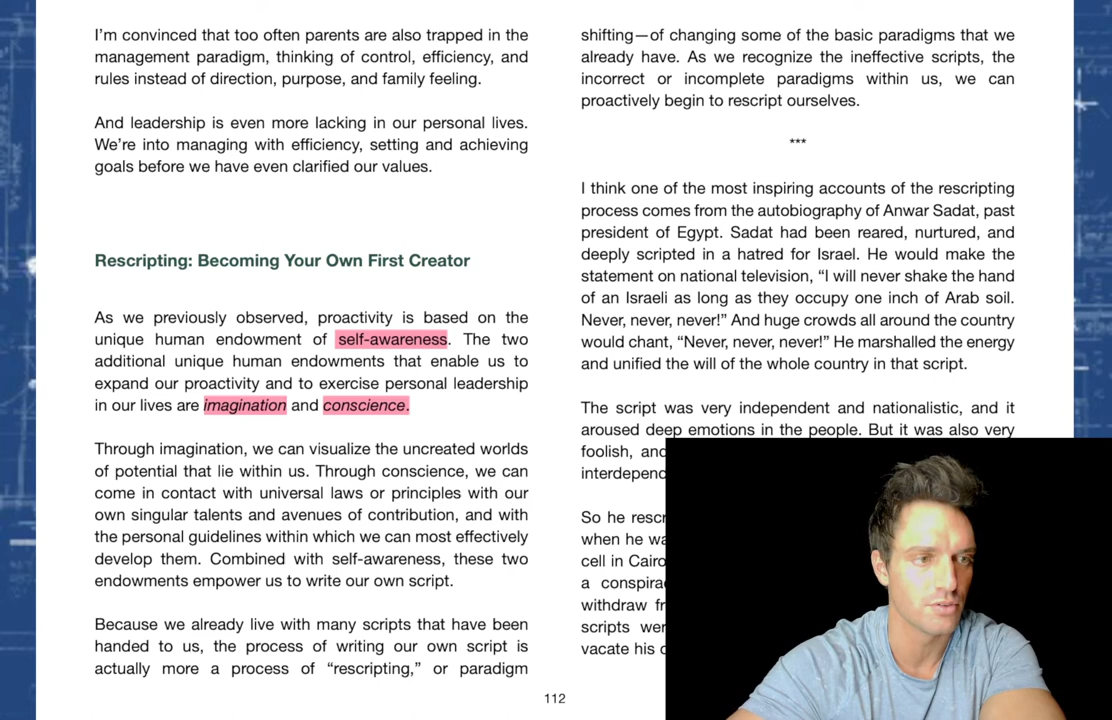 I’m convinced that too often parents are also trapped in the
management paradigm, thinking of control, efficiency, and
rules instead of direction, purpose, and family feeling.
And leadership is even more lacking in our personal lives.
We’re into managing with efficiency, setting and achieving
goals before we have even clarified our values.
Rescripting: Becoming Your Own First Creator
As we previously observed, proactivity is based on the
unique human endowment of self-awareness. The two
additional unique human endowments that enable us to
expand our proactivity and to exercise personal leadership
in our lives are imagination and conscience.
Through imagination, we can visualize the uncreated worlds
of potential that lie within us. Through conscience, we can
come in contact with universal laws or principles with our
own singular talents and avenues of contribution, and with
the personal guidelines within which we can most effectively
develop them. Combined with self-awareness, these two
endowments empower us to write our own script.
Because we already live with many scripts that have been
handed to us, the process of writing our own script is
actually more a process of “rescripting,” or paradigm
shifting—of changing some of the basic paradigms that we
already have. As we recognize the ineffective scripts, the
incorrect or incomplete paradigms within us, we can
proactively begin to rescript ourselves.
***
I think one of the most inspiring accounts of the rescripting
process comes from the autobiography of Anwar Sadat, past
president of Egypt. Sadat had been reared, nurtured, and
deeply scripted in a hatred for Israel. He would make the
statement on national television, “I will never shake the hand
of an Israeli as long as they occupy one inch of Arab soil.
Never, never, never!” And huge crowds all around the country
would chant, “Never, never, never!” He marshalled the energy
and unified the will of the whole country in that script.
The script was very independent and nationalistic, and it
aroused deep emotions in the people. But it was also very
foolish, and
interdepend
So he rescr
when he wa
cell in Cairo
a conspira
withdraw fr
scripts wer
vacate his
112